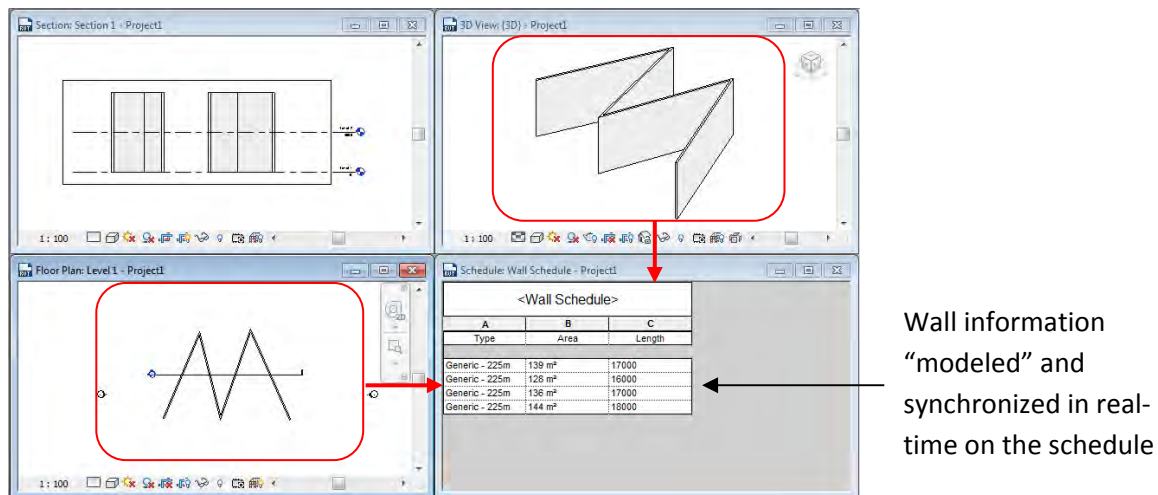 Section: Section 1 - Project1
3D View: {3D} - Project1
1 : 100
1 : 100
Floor Plan: Level 1 - Project1
Schedule: Wall Schedule - Project1
<Wall Schedule>
A B C
Type Area Length
Generic - 225m 139 m² 17000
Generic - 225m 128 m² 16000
Generic - 225m 136 m² 17000
Generic - 225m 144 m² 18000
1 : 100
Wall information
“modeled” and
synchronized in real-
time on the schedule